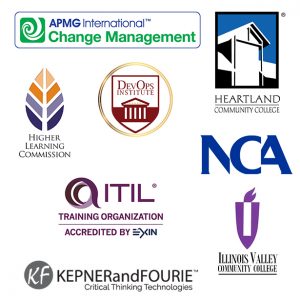 APMG International™
Change Management
HEARTLAND
COMMUNITY COLLEGE
DEVOPS
INSTITUTE
HIGHER
LEARNING
COMMISSION
NCA
ITIL®
TRAINING ORGANIZATION
ACCREDITED BY EXIN
ILLINOIS VALLEY
COMMUNITY COLLEGE
KF KEPNERandFOURIE™
Critical Thinking Technologies